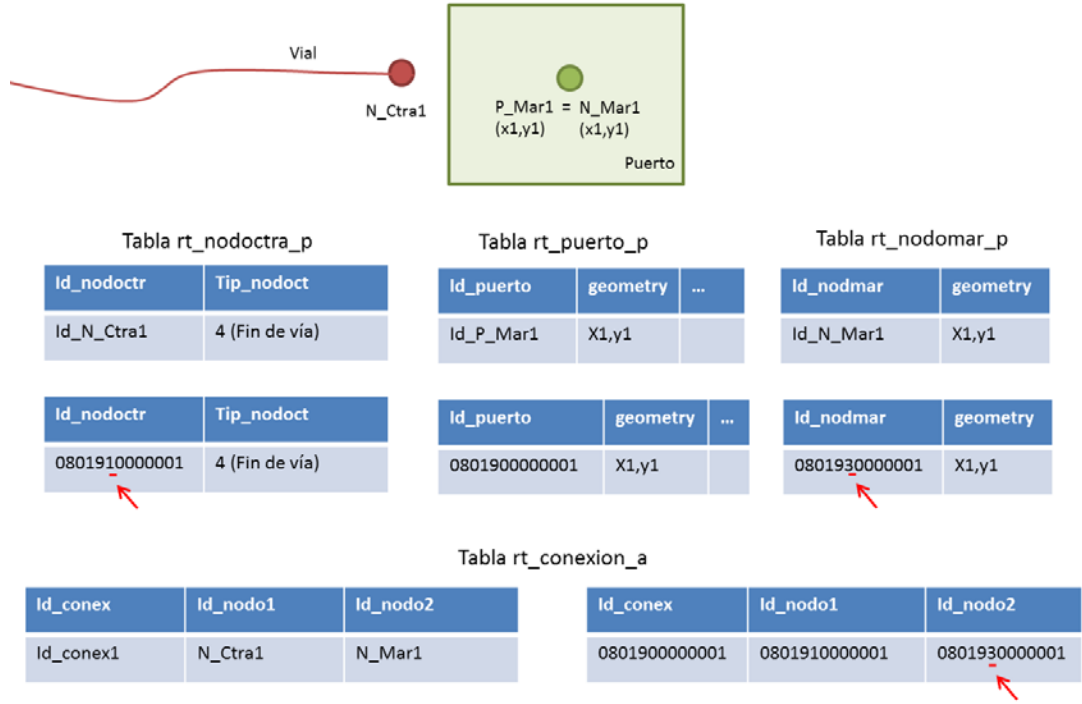 Vial
N_Ctra1
P_Mar1 = N_Mar1
(x1,y1) (x1,y1)
Puerto
Tabla rt_nodoctra_p
Id_nodoctr Tip_nodoct
Id_N_Ctra1 4 (Fin de vía)
Id_nodoctr Tip_nodoct
0801910000001 4 (Fin de vía)
Tabla rt_puerto_p
Id_puerto geometry ...
Id_P_Mar1 X1,y1
Id_puerto geometry ...
0801900000001 X1,y1
Tabla rt_nodomar_p
Id_nodmar geometry
Id_N_Mar1 X1,y1
Id_nodmar geometry
0801930000001 X1,y1
Tabla rt_conexion_a
Id_conex Id_nodo1 Id_nodo2
Id_conex1 N_Ctra1 N_Mar1
Id_conex Id_nodo1 Id_nodo2
0801900000001 0801910000001 0801930000001